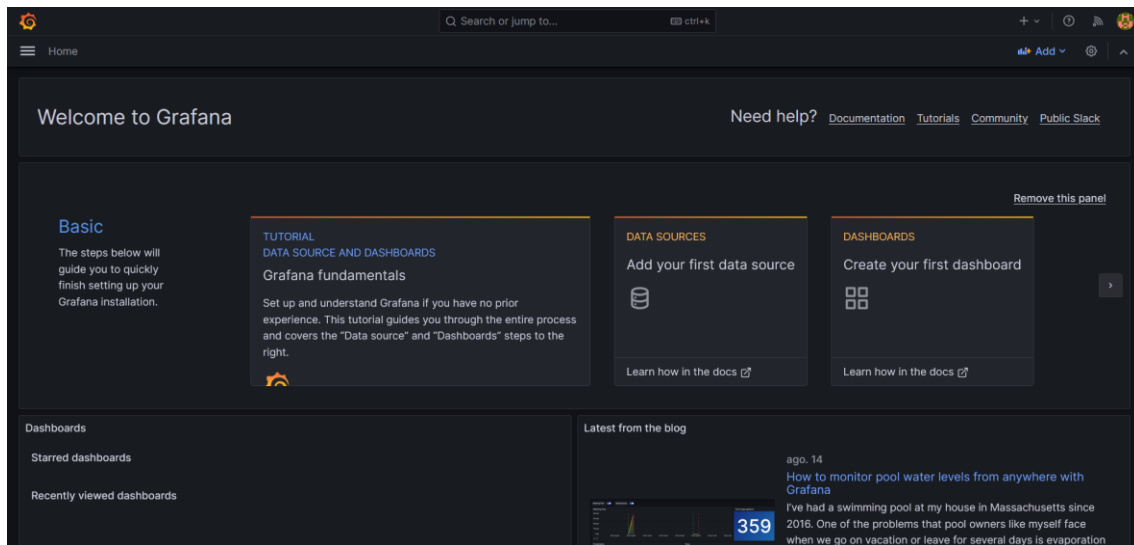 Search or jump to...
ctrl+k
Home
Add
Welcome to Grafana
Need help?
Documentation
Tutorials
Community
Public Slack
Remove this panel
Basic
The steps below will
guide you to quickly
finish setting up your
Grafana installation.
TUTORIAL
DATA SOURCE AND DASHBOARDS
Grafana fundamentals
Set up and understand Grafana if you have no prior
experience. This tutorial guides you through the entire process
and covers the "Data source" and "Dashboards" steps to the
right.
DATA SOURCES
Add your first data source
Learn how in the docs
DASHBOARDS
Create your first dashboard
Learn how in the docs
Dashboards
Starred dashboards
Recently viewed dashboards
Latest from the blog
ago. 14
How to monitor pool water levels from anywhere with
Grafana
I've had a swimming pool at my house in Massachusetts since
2016. One of the problems that pool owners like myself face
when we go on vacation or leave for several days is evaporation
359